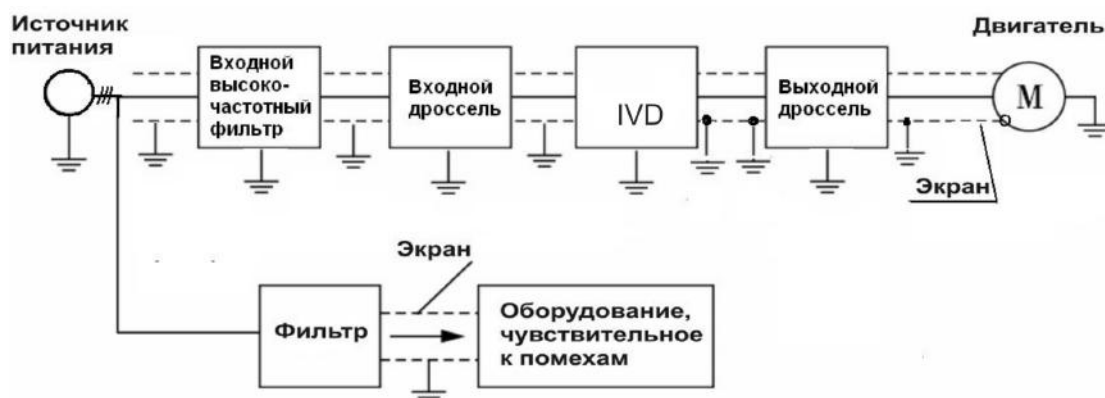 Источник
питания
Входной
высоко-
частотный
фильтр
Входной
дроссель
IVD
Выходной
дроссель
Двигатель
M
Экран
Экран
Фильтр
Оборудование,
чувствительное
к помехам